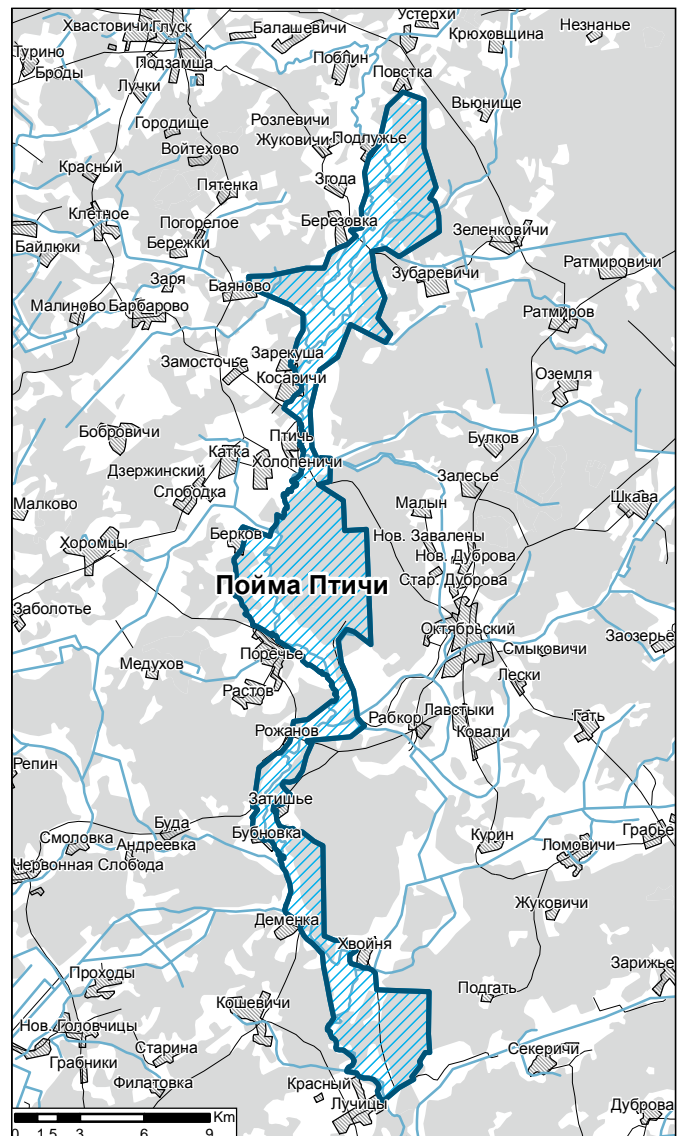 Хвастовичи
Глуск
Балашевичи
Устерхи
Крюховщина
Незнанье
Турино
Броды
Подзамша
Поблин
Повстка
Лучки
Вьюнище
Городище
Розлевичи
Жуковичи
Подлужье
Войтехово
Красный
Пятенка
Згода
Клетное
Погорелое
Березовка
Зеленковичи
Байлюки
Бережки
Зубаревичи
Ратмировичи
Заря
Баяново
Малиново
Барбарово
Ратмиров
Замосточье
Зарекуша
Косаричи
Оземля
Бобровичи
Птичь
Булков
Катка
Холопеничи
Дзержинский
Слободка
Залесье
Малково
Малын
Шкава
Хоромцы
Берков
Нов. Завалены
Нов. Дуброва
Стар. Дуброва
Пойма Птичи
Заболотье
Октябрьский
Заозерье
Смыковичи
Медухов
Поречье
Лески
Растов
Рабкор
Лавстыки
Гать
Рожанов
Ковали
Репин
Затишье
Буда
Бубновка
Смоловка
Андреевка
Курин
Грабье
Ломовичи
Червонная Слобода
Жуковичи
Деменка
Хвойня
Проходы
Зарижье
Кошевичи
Подгать
Нов. Головчицы
Грабники
Старина
Секеричи
Филатовка
Красный
Лучицы
Дуброва
Km
0 1,5 3 6 9